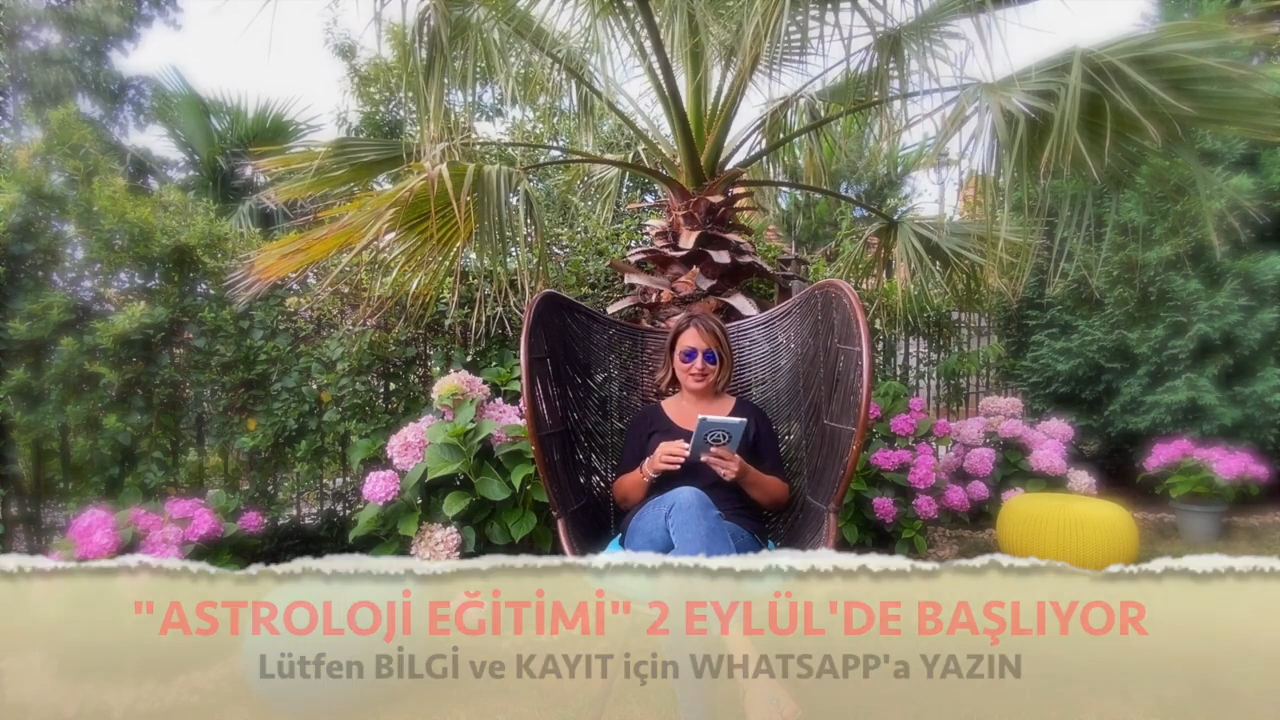 "ASTROLOJİ EĞİTİMİ" 2 EYLÜL'DE BAŞLIYOR
Lütfen BİLGİ ve KAYIT için WHATSAPP'a YAZIN